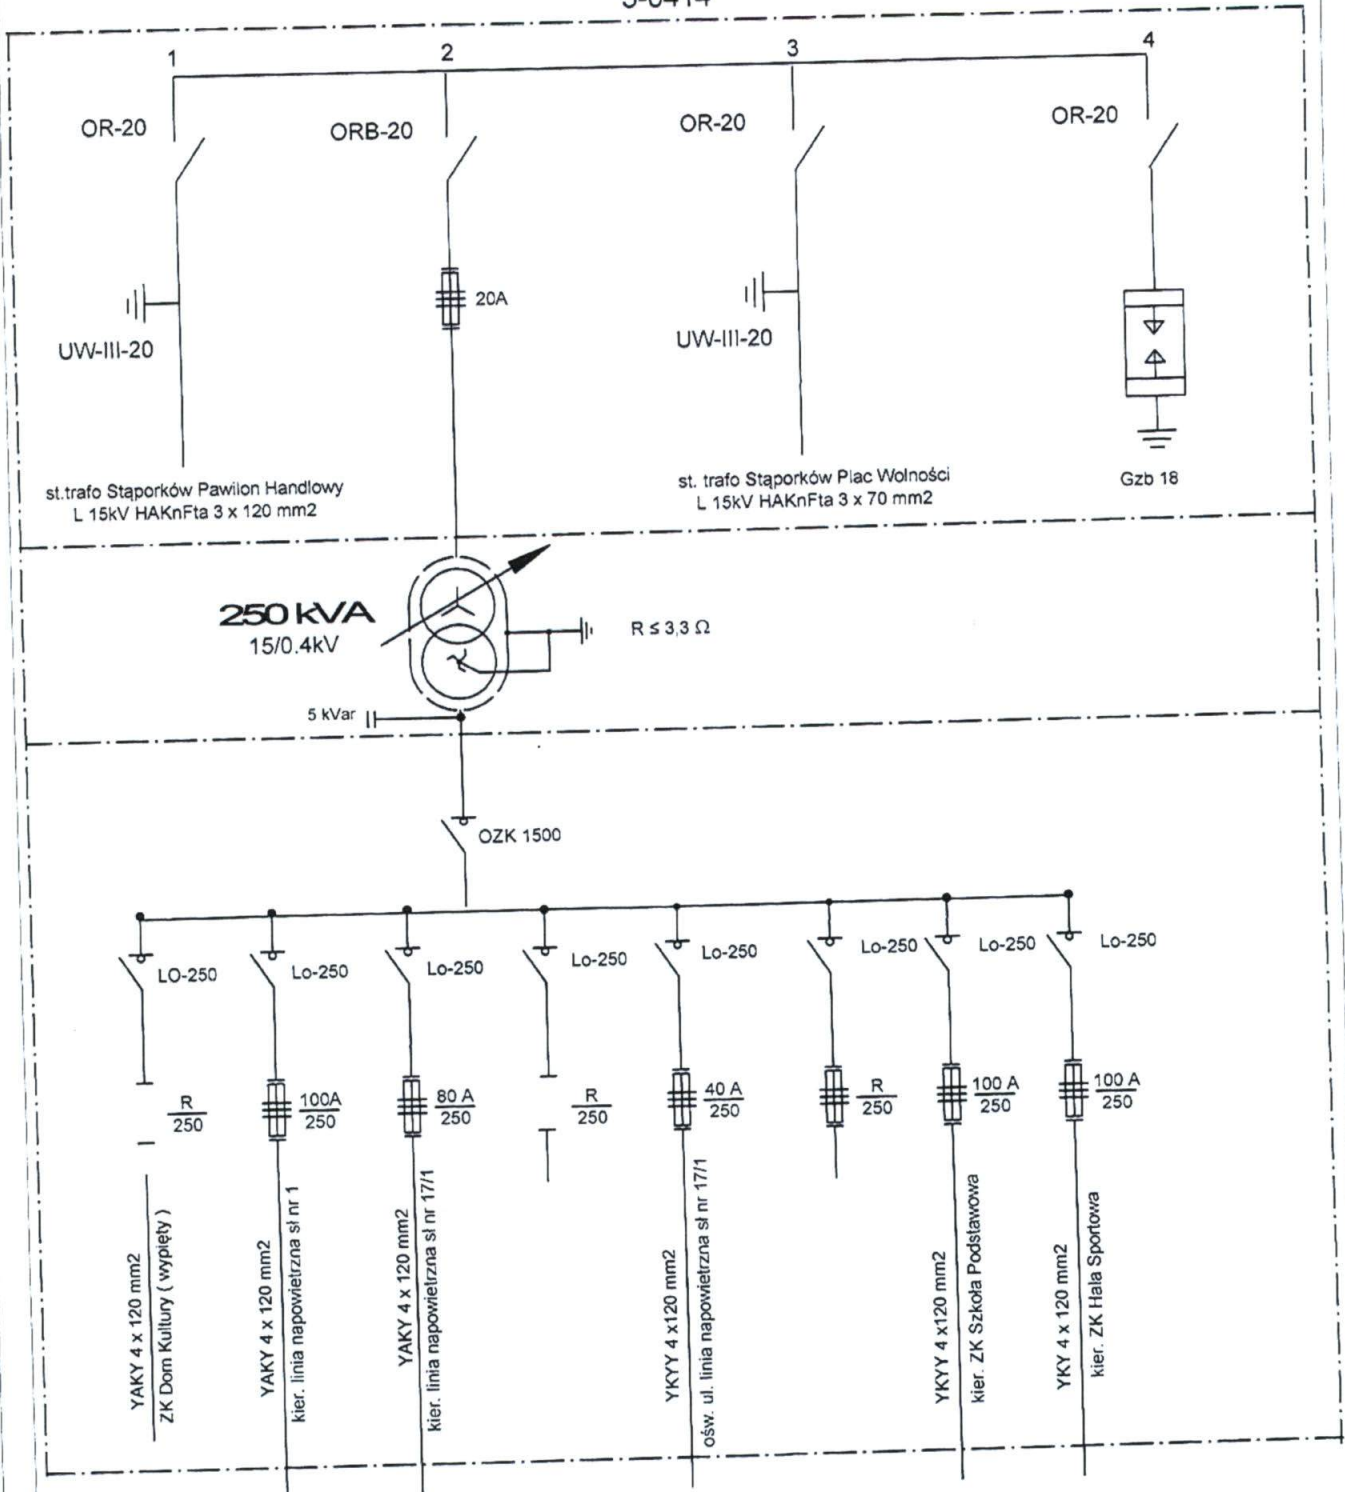 1
2
3
4
OR-20
ORB-20
OR-20
OR-20
20A
UW-III-20
UW-III-20
st.trafo Stąporków Pawilon Handlowy
L 15kV HAKnFta 3 x 120 mm2
st. trafo Stąporków Plac Wolności
L 15kV HAKnFta 3 x 70 mm2
Gzb 18
250 kVA
15/0.4kV
R ≤ 3,3 Ω
5 kVar
OZK 1500
LO-250
Lo-250
Lo-250
Lo-250
Lo-250
Lo-250
Lo-250
Lo-250
R
250
100A
250
80 A
250
R
250
40 A
250
R
250
100 A
250
100 A
250
YAKY 4 x 120 mm2
ZK Dom Kultury ( wypięty )
YAKY 4 x 120 mm2
kier. linia napowietrzna sł nr 1
YAKY 4 x 120 mm2
kier. linia napowietrzna sł nr 17/1
YKYY 4 x120 mm2
ośw. ul. linia napowietrzna sł nr 17/1
YKYY 4 x120 mm2
kier. ZK Szkoła Podstawowa
YKY 4 x 120 mm2
kier. ZK Hala Sportowa